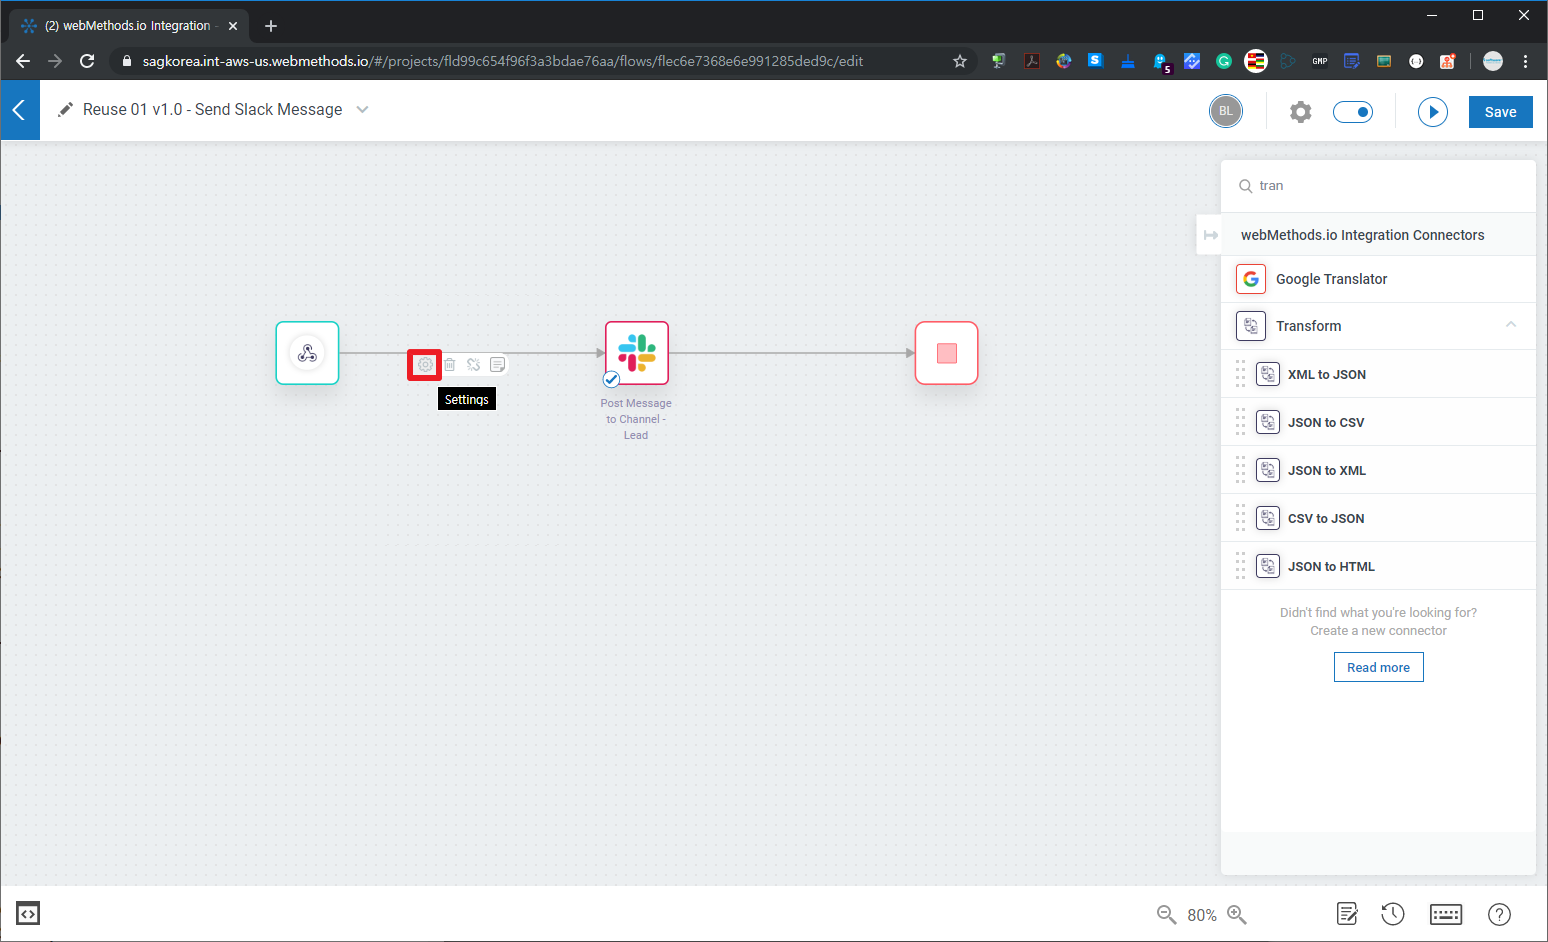 (2) webMethods.io Integration -
sagkorea.int-aws-us.webmethods.io/#/projects/fld99c654f96f3a3bdae76aa/flows/flec6e7368e6e991285ded9c/edit
S
5
G
GMP
Reuse 01 v1.0 - Send Slack Message
BL
Save
tran
webMethods.io Integration Connectors
Google Translator
Transform
XML to JSON
JSON to CSV
JSON to XML
CSV to JSON
JSON to HTML
Didn't find what you're looking for?
Create a new connector
Read more
Settings
Post Message
to Channel -
Lead
80%